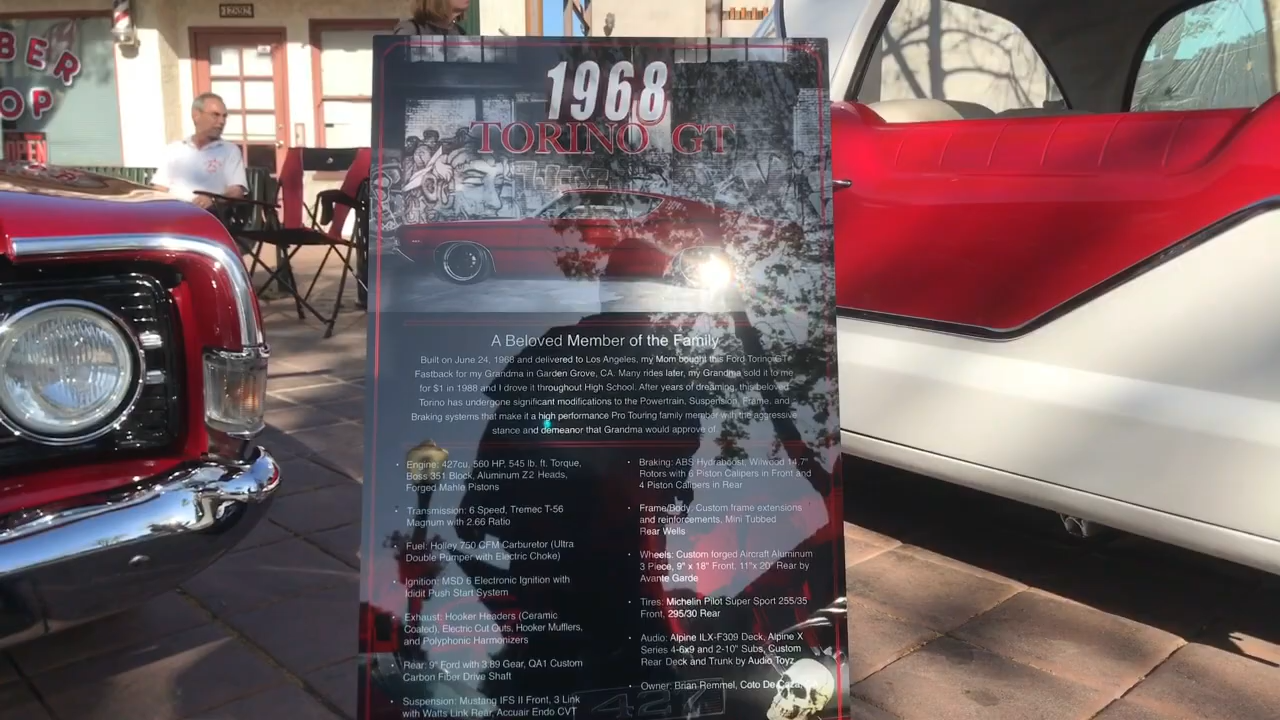 12892
BER
OP
OPEN
1968
TORINO GT
A Beloved Member of the Family
Built on June 24, 1968 and delivered to Los Angeles, my Mom bought this Ford Torino GT
Fastback for my Grandma in Garden Grove, CA. Many rides later, my Grandma sold it to me
for $1 in 1988 and I drove it throughout High School. After years of dreaming, this beloved
Torino has undergone significant modifications to the Powertrain, Suspension, Frame, and
Braking systems that make it a high performance Pro Touring family member with the aggressive
stance and demeanor that Grandma would approve of.
• Engine: 427cu, 560 HP, 545 lb. ft. Torque,
Boss 351 Block, Aluminum Z2 Heads,
Forged Mahle Pistons
• Transmission: 6 Speed, Tremec T-56
Magnum with 2.66 Ratio
• Fuel: Holley 750 CFM Carburetor (Ultra
Double Pumper with Electric Choke)
• Ignition: MSD 6 Electronic Ignition with
Ididit Push Start System
• Exhaust: Hooker Headers (Ceramic
Coated), Electric Cut Outs, Hooker Mufflers,
and Polyphonic Harmonizers
• Rear: 9" Ford with 3.89 Gear, QA1 Custom
Carbon Fiber Drive Shaft
• Suspension: Mustang IFS II Front, 3 Link
with Watts Link Rear, Accuair Endo CVT
• Braking: ABS Hydraboost, Wilwood 14.7"
Rotors with 6 Piston Calipers in Front and
4 Piston Calipers in Rear
• Frame/Body: Custom frame extensions
and reinforcements, Mini Tubbed
Rear Wells
• Wheels: Custom forged Aircraft Aluminum
3 Piece, 9" x 18" Front, 11"x 20" Rear by
Avante Garde
• Tires: Michelin Pilot Super Sport 255/35
Front, 295/30 Rear
• Audio: Alpine ILX-F309 Deck, Alpine X
Series 4-6x9 and 2-10" Subs, Custom
Rear Deck and Trunk by Audio Toyz
• Owner: Brian Remmel, Coto De Caza, CA
427